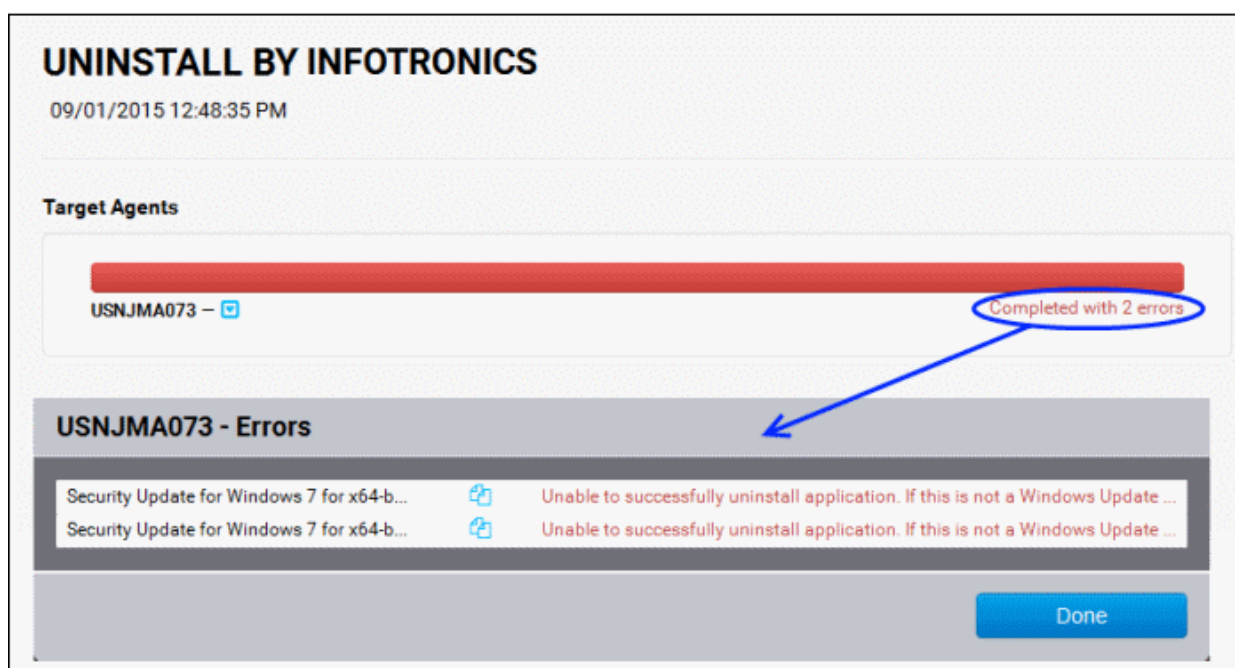 UNINSTALL BY INFOTRONICS
09/01/2015 12:48:35 PM
Target Agents
USNJMA073 –
Completed with 2 errors
USNJMA073 - Errors
Security Update for Windows 7 for x64-b... Unable to successfully uninstall application. If this is not a Windows Update ...
Security Update for Windows 7 for x64-b... Unable to successfully uninstall application. If this is not a Windows Update ...
Done